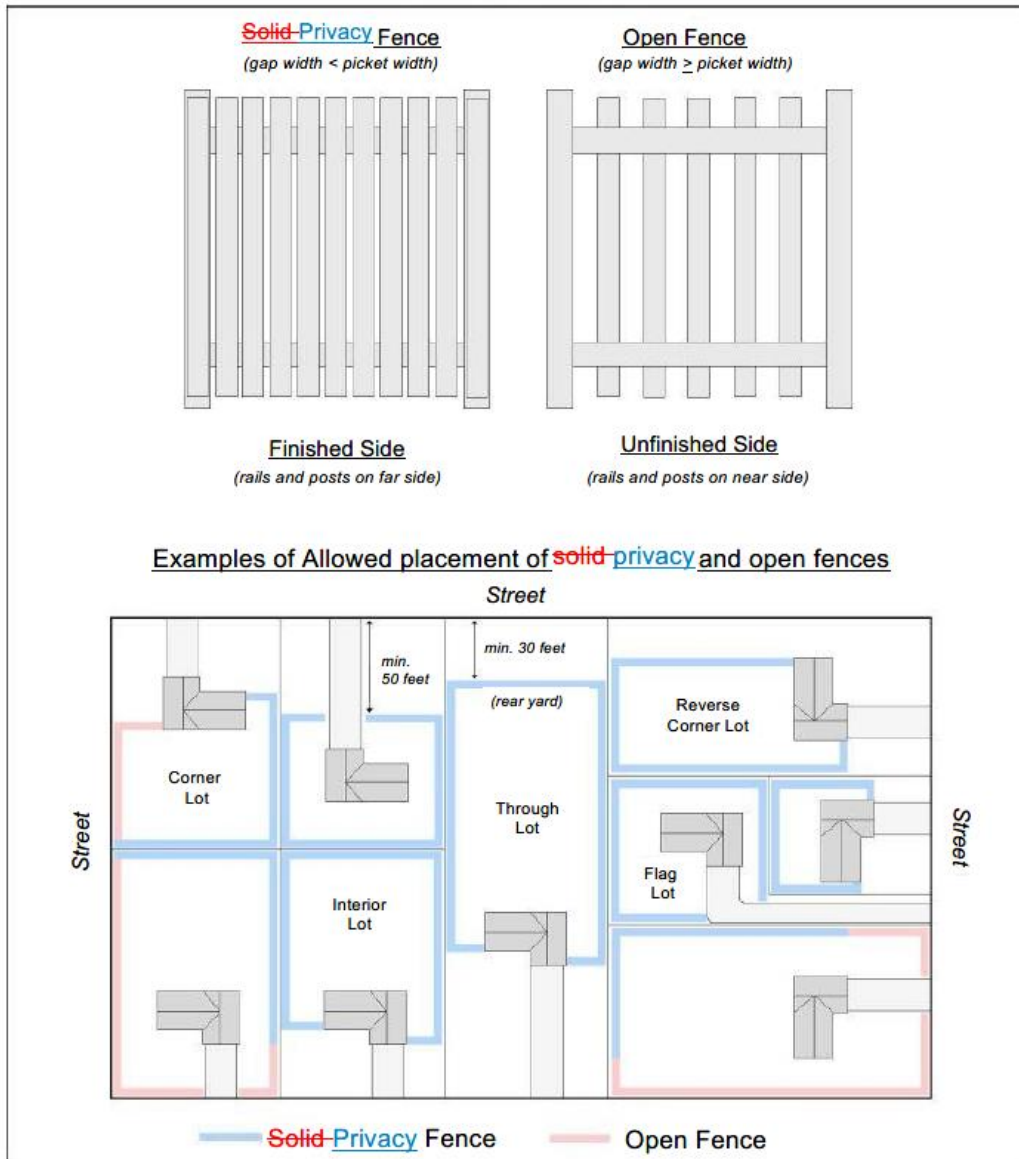 Solid Privacy Fence
(gap width < picket width)
Open Fence
(gap width ≥ picket width)
Finished Side
(rails and posts on far side)
Unfinished Side
(rails and posts on near side)
Examples of Allowed placement of solid privacy and open fences
Street
min.
50 feet
min. 30 feet
(rear yard)
Reverse
Corner Lot
Corner
Lot
Through
Lot
Street
Street
Flag
Lot
Interior
Lot
Solid Privacy Fence
Open Fence